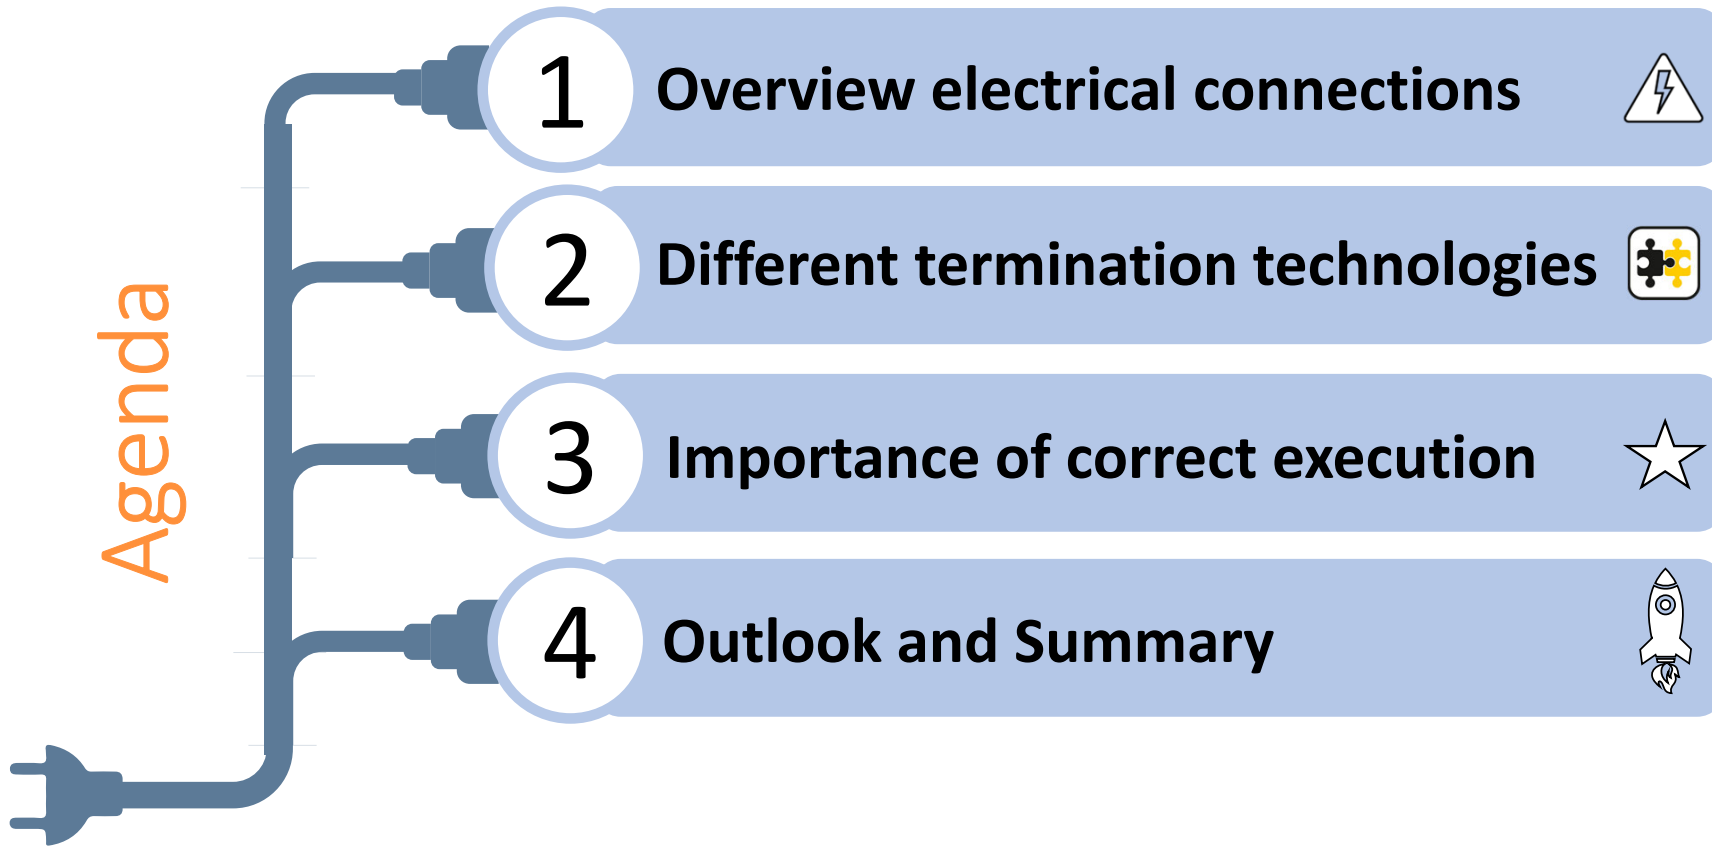 Agenda
1
Overview electrical connections
2
Different termination technologies
3
Importance of correct execution
4
Outlook and Summary